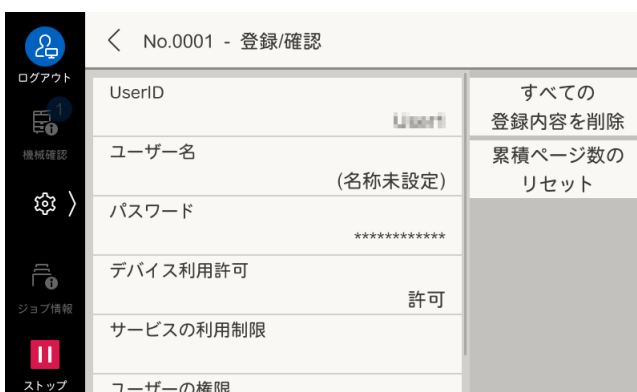 ログアウト
1
機械確認
ジョブ情報
ストップ
No.0001 - 登録/確認
UserID
ユーザー名
(名称未設定)
パスワード
************
デバイス利用許可
許可
サービスの利用制限
ユーザーの権限
すべての
登録内容を削除
累積ページ数の
リセット